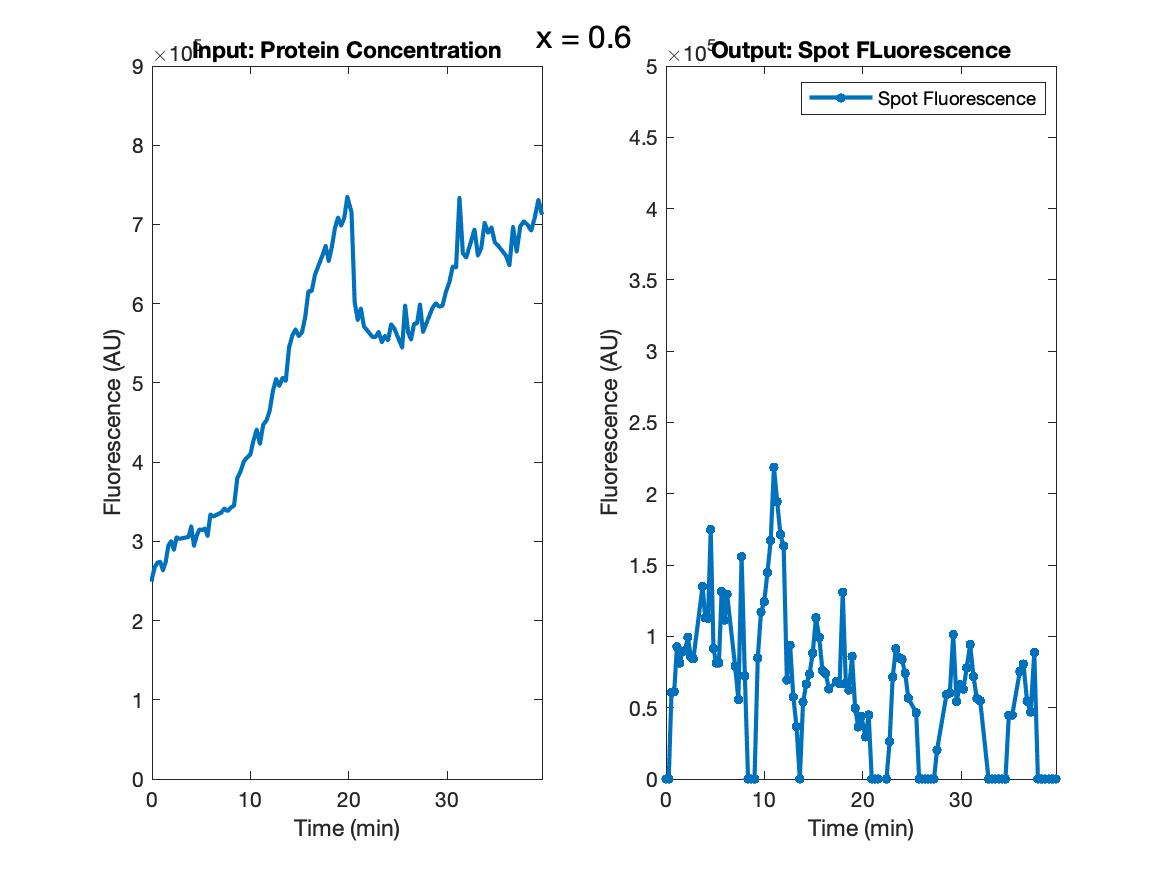 x = 0.6
×10⁵
Input: Protein Concentration
9
8
7
6
5
4
3
2
1
0
Fluorescence (AU)
0 10 20 30
Time (min)
×10⁵
Output: Spot FLuorescence
Spot Fluorescence
5
4.5
4
3.5
3
2.5
2
1.5
1
0.5
0
Fluorescence (AU)
0 10 20 30
Time (min)